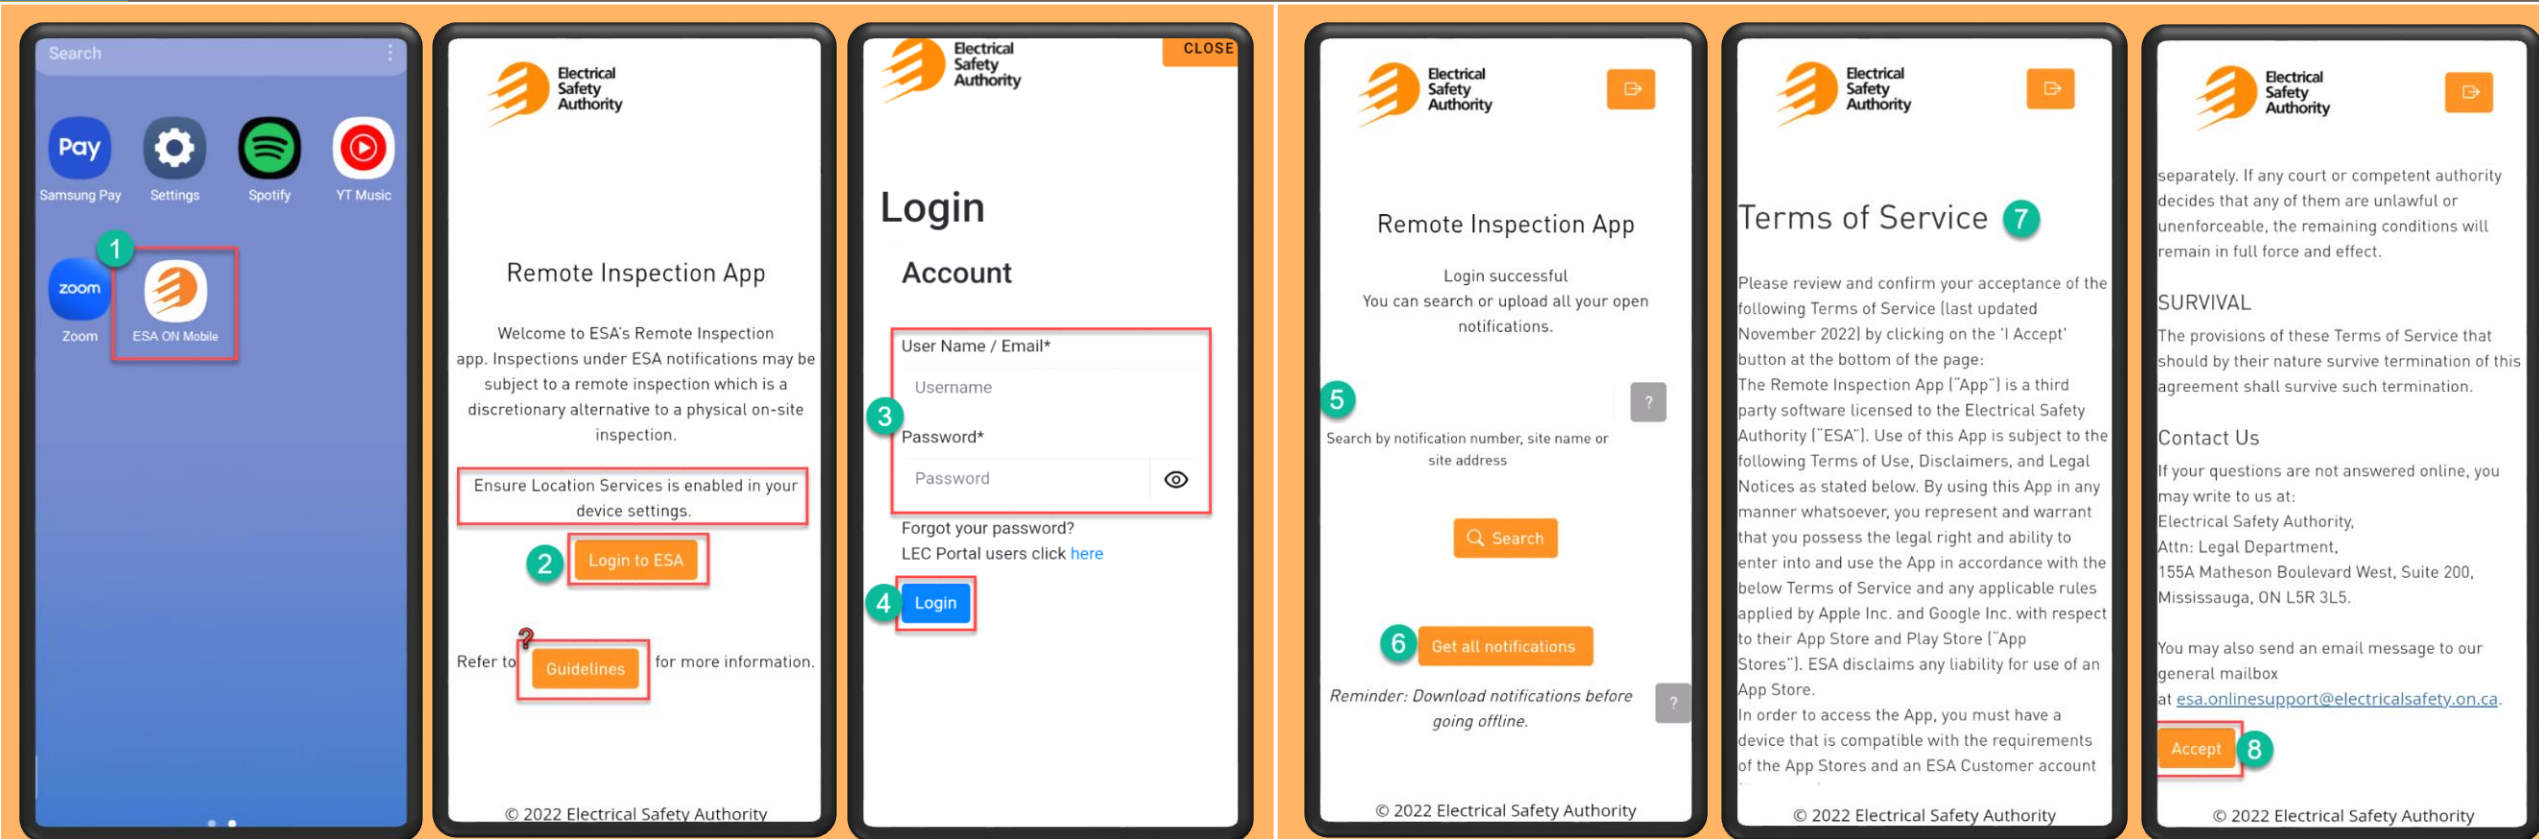 Search
Pay
Samsung Pay
Settings
Spotify
YT Music
1
zoom
Zoom
ESA ON Mobile
Electrical
Safety
Authority
Remote Inspection App
Welcome to ESA's Remote Inspection
app. Inspections under ESA notifications may be
subject to a remote inspection which is a
discretionary alternative to a physical on-site
inspection.
Ensure Location Services is enabled in your
device settings.
2
Login to ESA
?
Refer to Guidelines for more information.
© 2022 Electrical Safety Authority
Electrical
Safety
Authority
CLOSE
Login
Account
User Name / Email*
Username
3
Password*
Password
Forgot your password?
LEC Portal users click here
4
Login
Electrical
Safety
Authority
Remote Inspection App
Login successful
You can search or upload all your open
notifications.
5
?
Search by notification number, site name or
site address
Search
6
Get all notifications
Reminder: Download notifications before
going offline.
?
© 2022 Electrical Safety Authority
Electrical
Safety
Authority
Terms of Service 7
Please review and confirm your acceptance of the
following Terms of Service (last updated
November 2022) by clicking on the 'I Accept'
button at the bottom of the page:
The Remote Inspection App ("App") is a third
party software licensed to the Electrical Safety
Authority ("ESA"). Use of this App is subject to the
following Terms of Use, Disclaimers, and Legal
Notices as stated below. By using this App in any
manner whatsoever, you represent and warrant
that you possess the legal right and ability to
enter into and use the App in accordance with the
below Terms of Service and any applicable rules
applied by Apple Inc. and Google Inc. with respect
to their App Store and Play Store ("App
Stores"). ESA disclaims any liability for use of an
App Store.
In order to access the App, you must have a
device that is compatible with the requirements
of the App Stores and an ESA Customer account
© 2022 Electrical Safety Authority
Electrical
Safety
Authority
separately. If any court or competent authority
decides that any of them are unlawful or
unenforceable, the remaining conditions will
remain in full force and effect.
SURVIVAL
The provisions of these Terms of Service that
should by their nature survive termination of this
agreement shall survive such termination.
Contact Us
If your questions are not answered online, you
may write to us at:
Electrical Safety Authority,
Attn: Legal Department,
155A Matheson Boulevard West, Suite 200,
Mississauga, ON L5R 3L5.
You may also send an email message to our
general mailbox
at esa.onlinesupport@electricalsafety.on.ca.
Accept
8
© 2022 Electrical Safety Authority